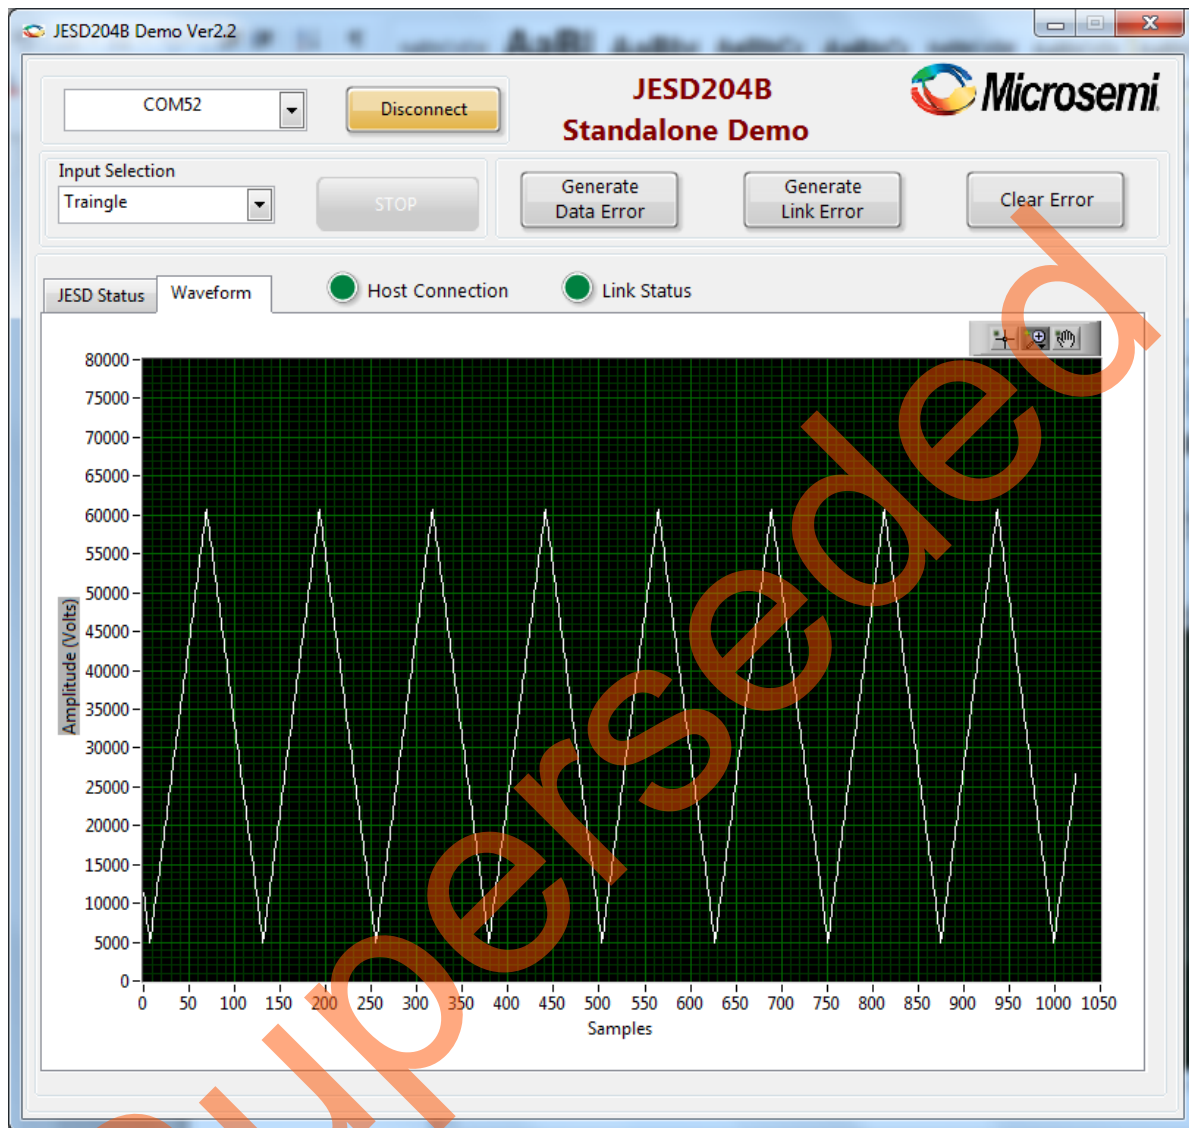 JESD204B Demo Ver2.2
JESD204B
Standalone Demo
Microsemi
COM52
Disconnect
Input Selection
Traingle
STOP
Generate
Data Error
Generate
Link Error
Clear Error
JESD Status
Waveform
Host Connection
Link Status
80000
75000
70000
65000
60000
55000
50000
45000
40000
35000
30000
25000
20000
15000
10000
5000
0
Amplitude (Volts)
0 50 100 150 200 250 300 350 400 450 500 550 600 650 700 750 800 850 900 950 1000 1050
Samples
uperseded